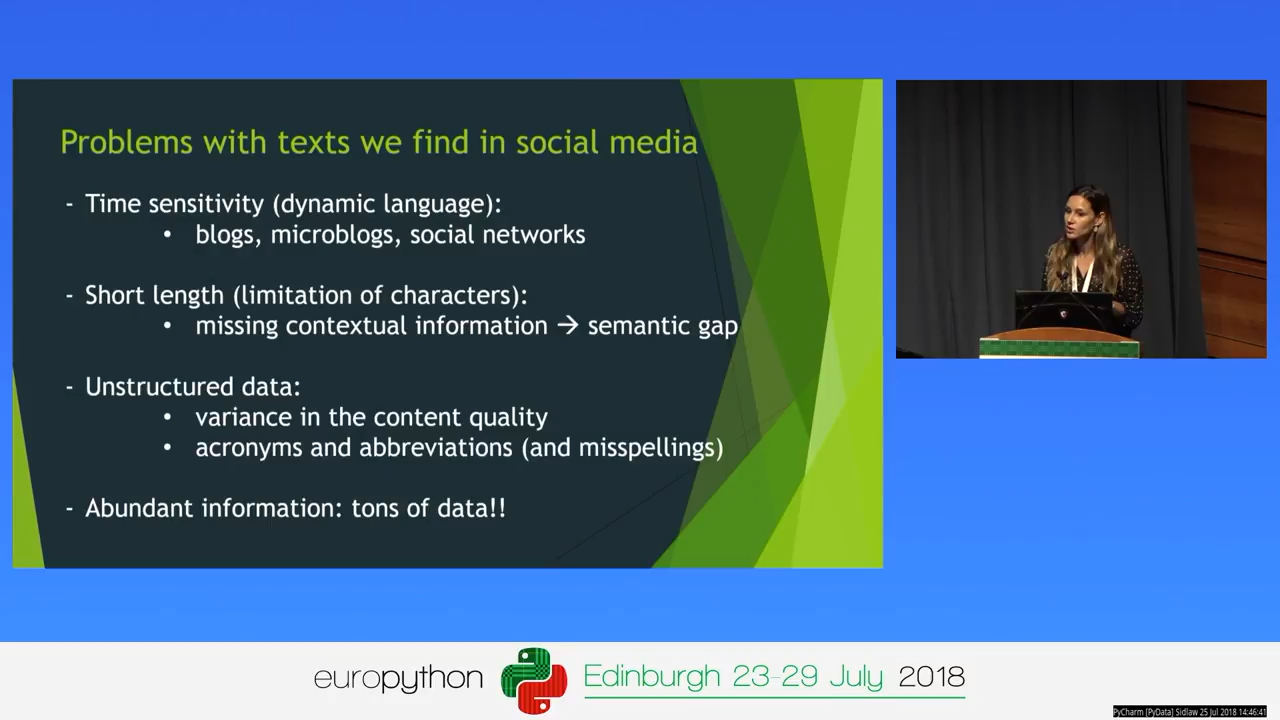 Problems with texts we find in social media
- Time sensitivity (dynamic language):
• blogs, microblogs, social networks
- Short length (limitation of characters):
• missing contextual information → semantic gap
- Unstructured data:
• variance in the content quality
• acronyms and abbreviations (and misspellings)
- Abundant information: tons of data!!
europython Edinburgh 23-29 July 2018
PyCharm [PyData] Sidlaw 25 Jul 2018 14:46:41